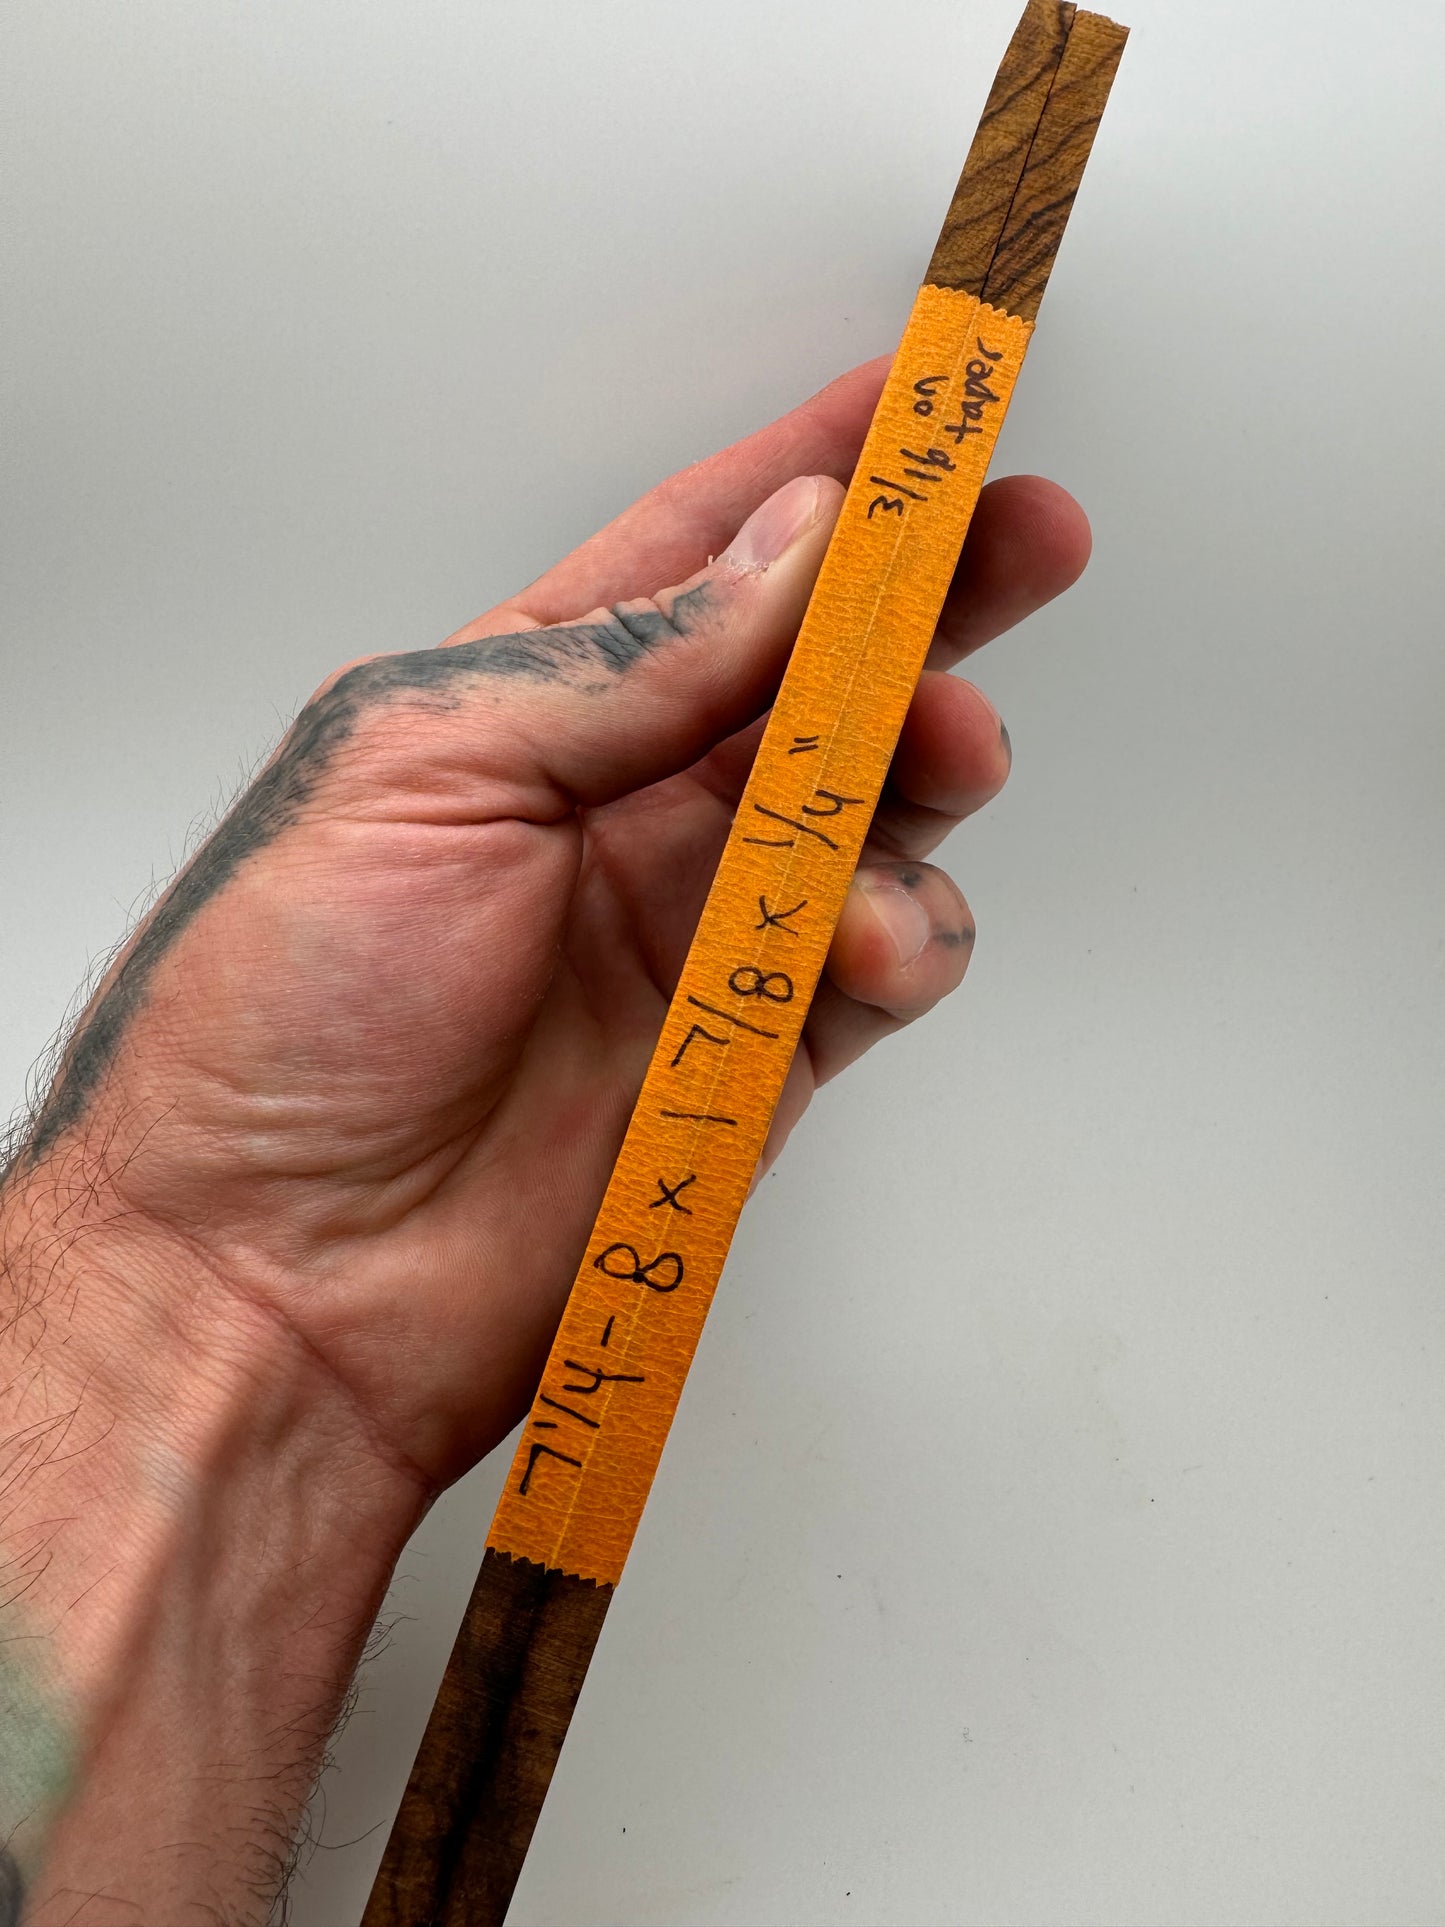 7 1/4 - 8 x 1 7/8 x 1/4"
3/16 on
taper